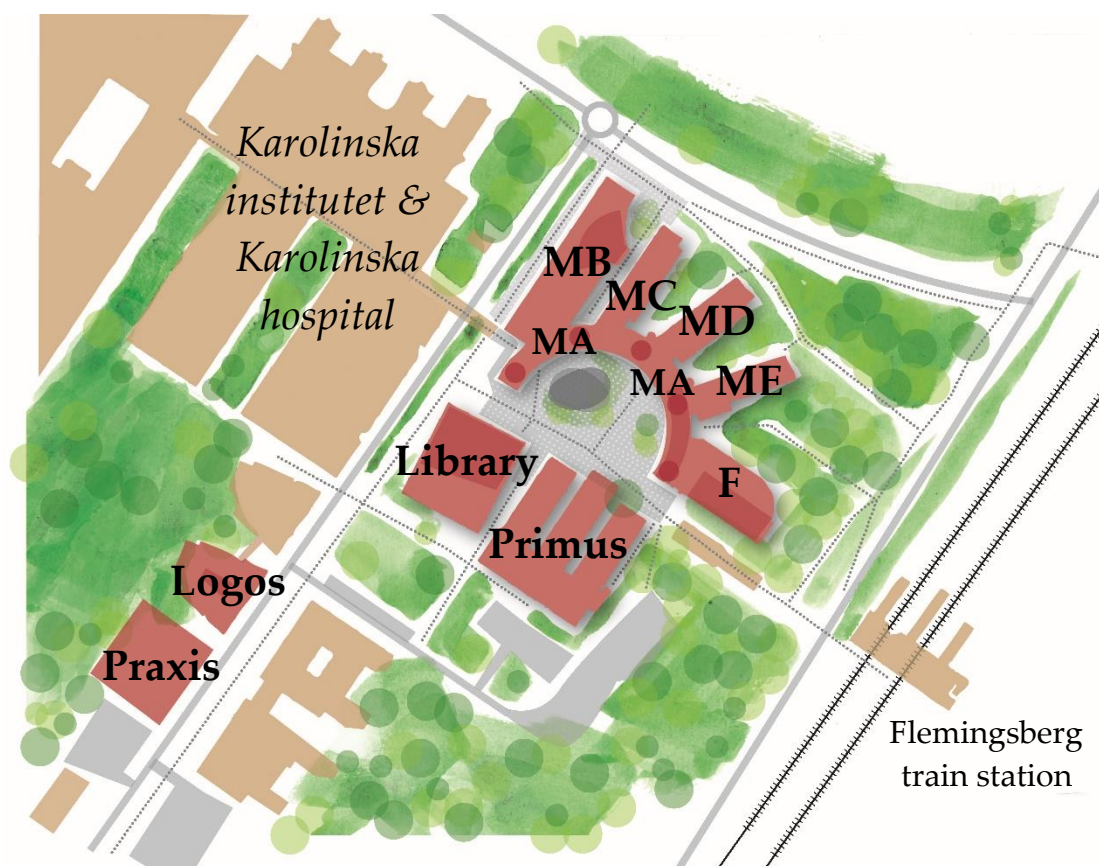 Karolinska
institutet &
Karolinska
hospital
MB
MC
MD
MA
MA
ME
Library
F
Primus
Logos
Praxis
Flemingsberg
train station